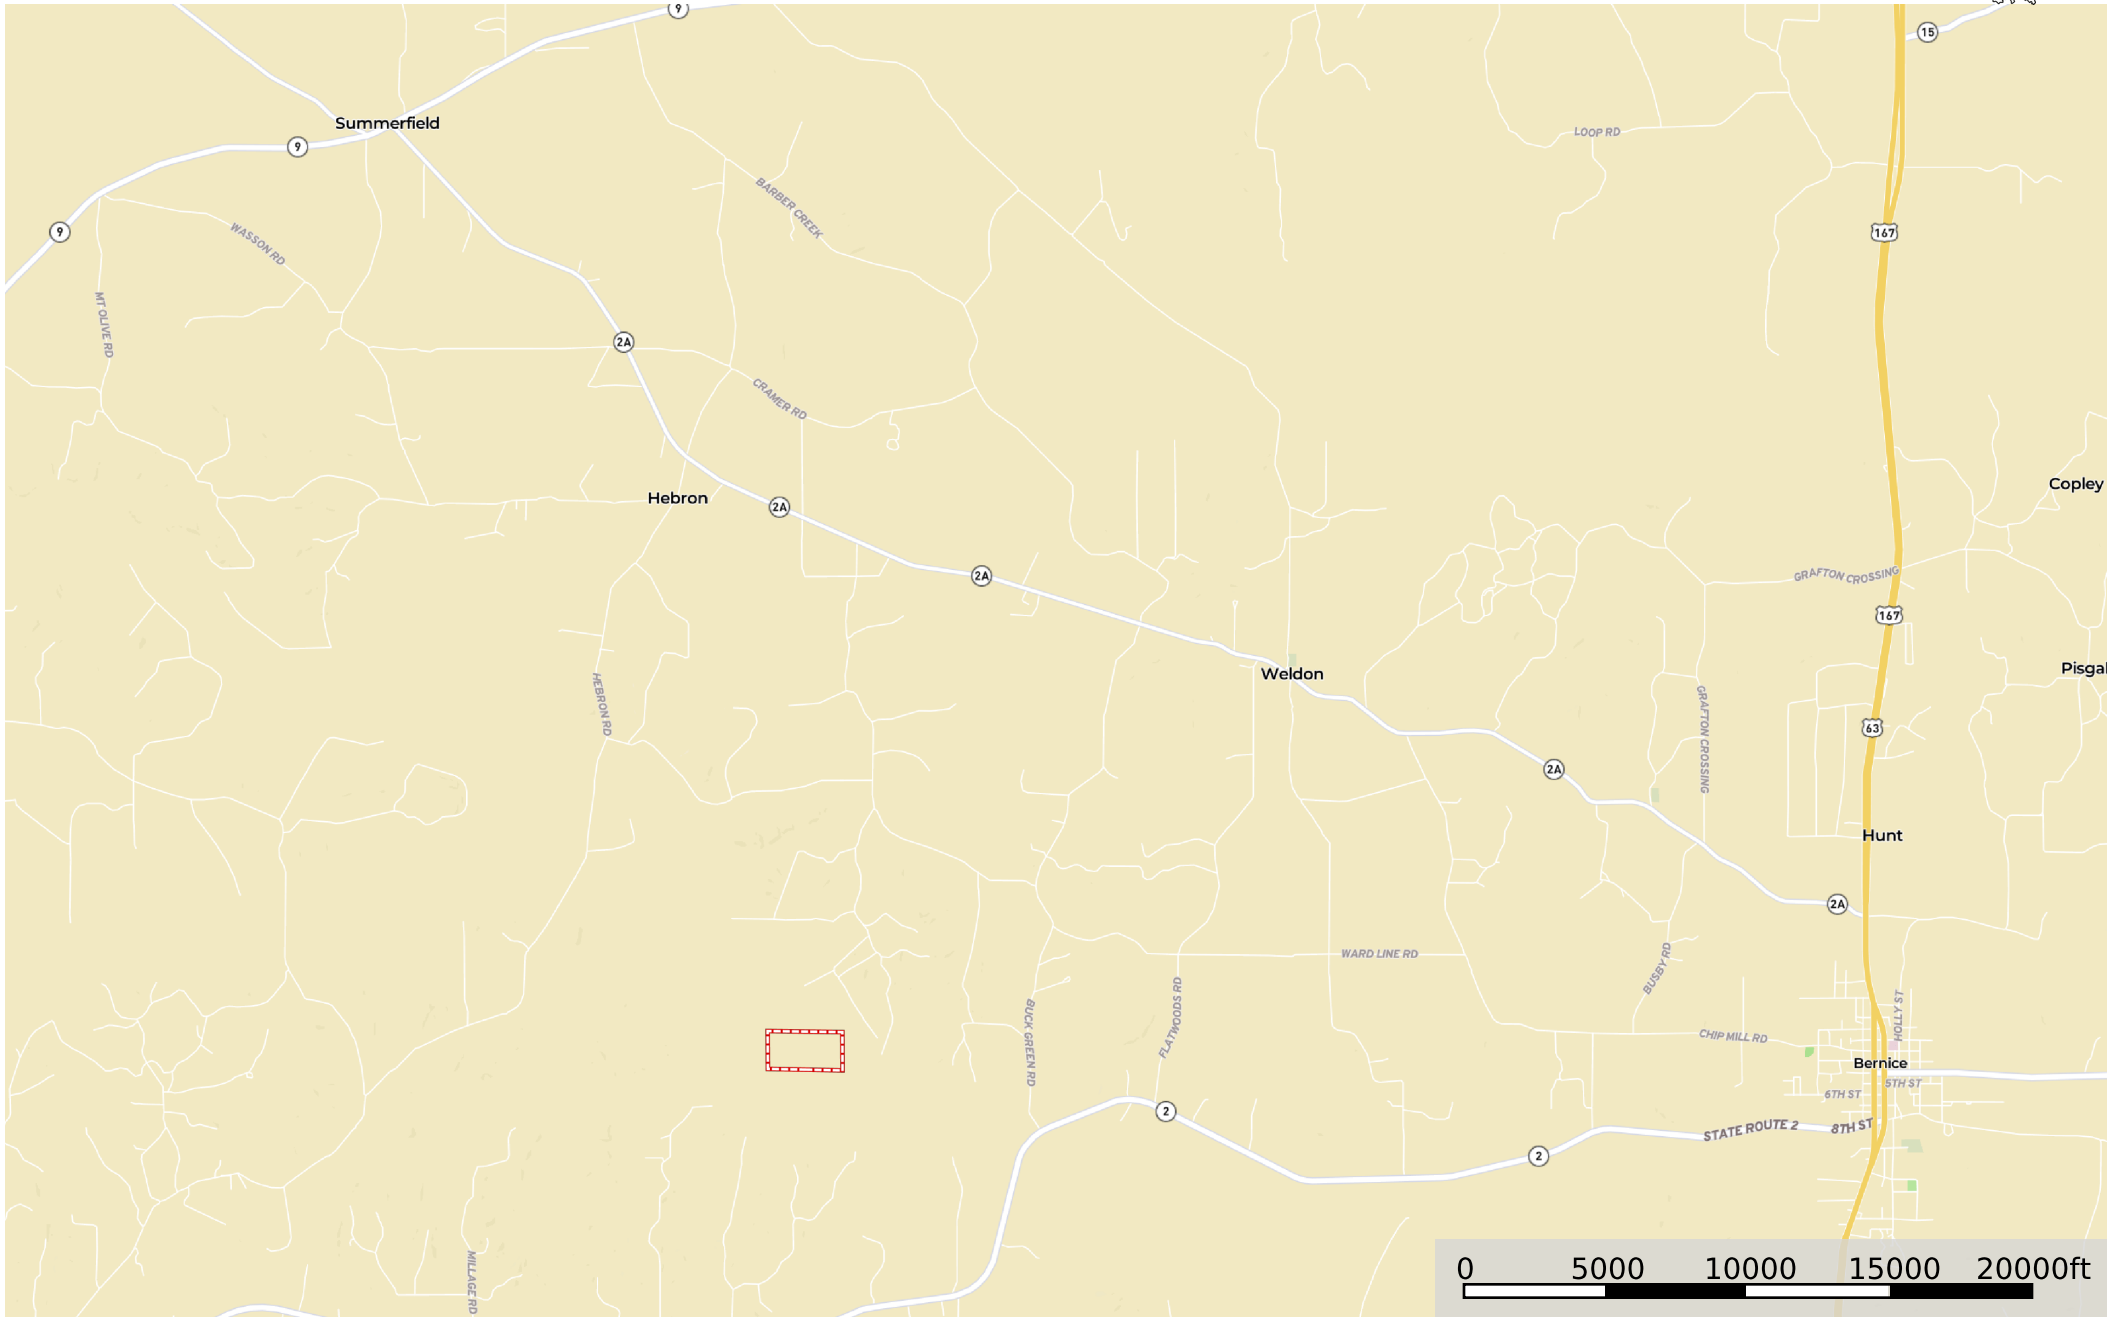 9
15
Summerfield
LOOP RD
9
BARBER CREEK
9
167
WASSON RD
MT OLIVE RD
2A
CRAMER RD
Copley
Hebron
2A
2A
GRAFTON CROSSING
167
Weldon
Pisgah
HEBRON RD
GRAFTON CROSSING
63
2A
Hunt
2A
WARD LINE RD
BUSBY RD
FLATWOODS RD
HOLLY ST
BUCK GREEN RD
CHIP MILL RD
Bernice
5TH ST
6TH ST
2
STATE ROUTE 2
8TH ST
2
MILLAGE RD
0 5000 10000 15000 20000ft